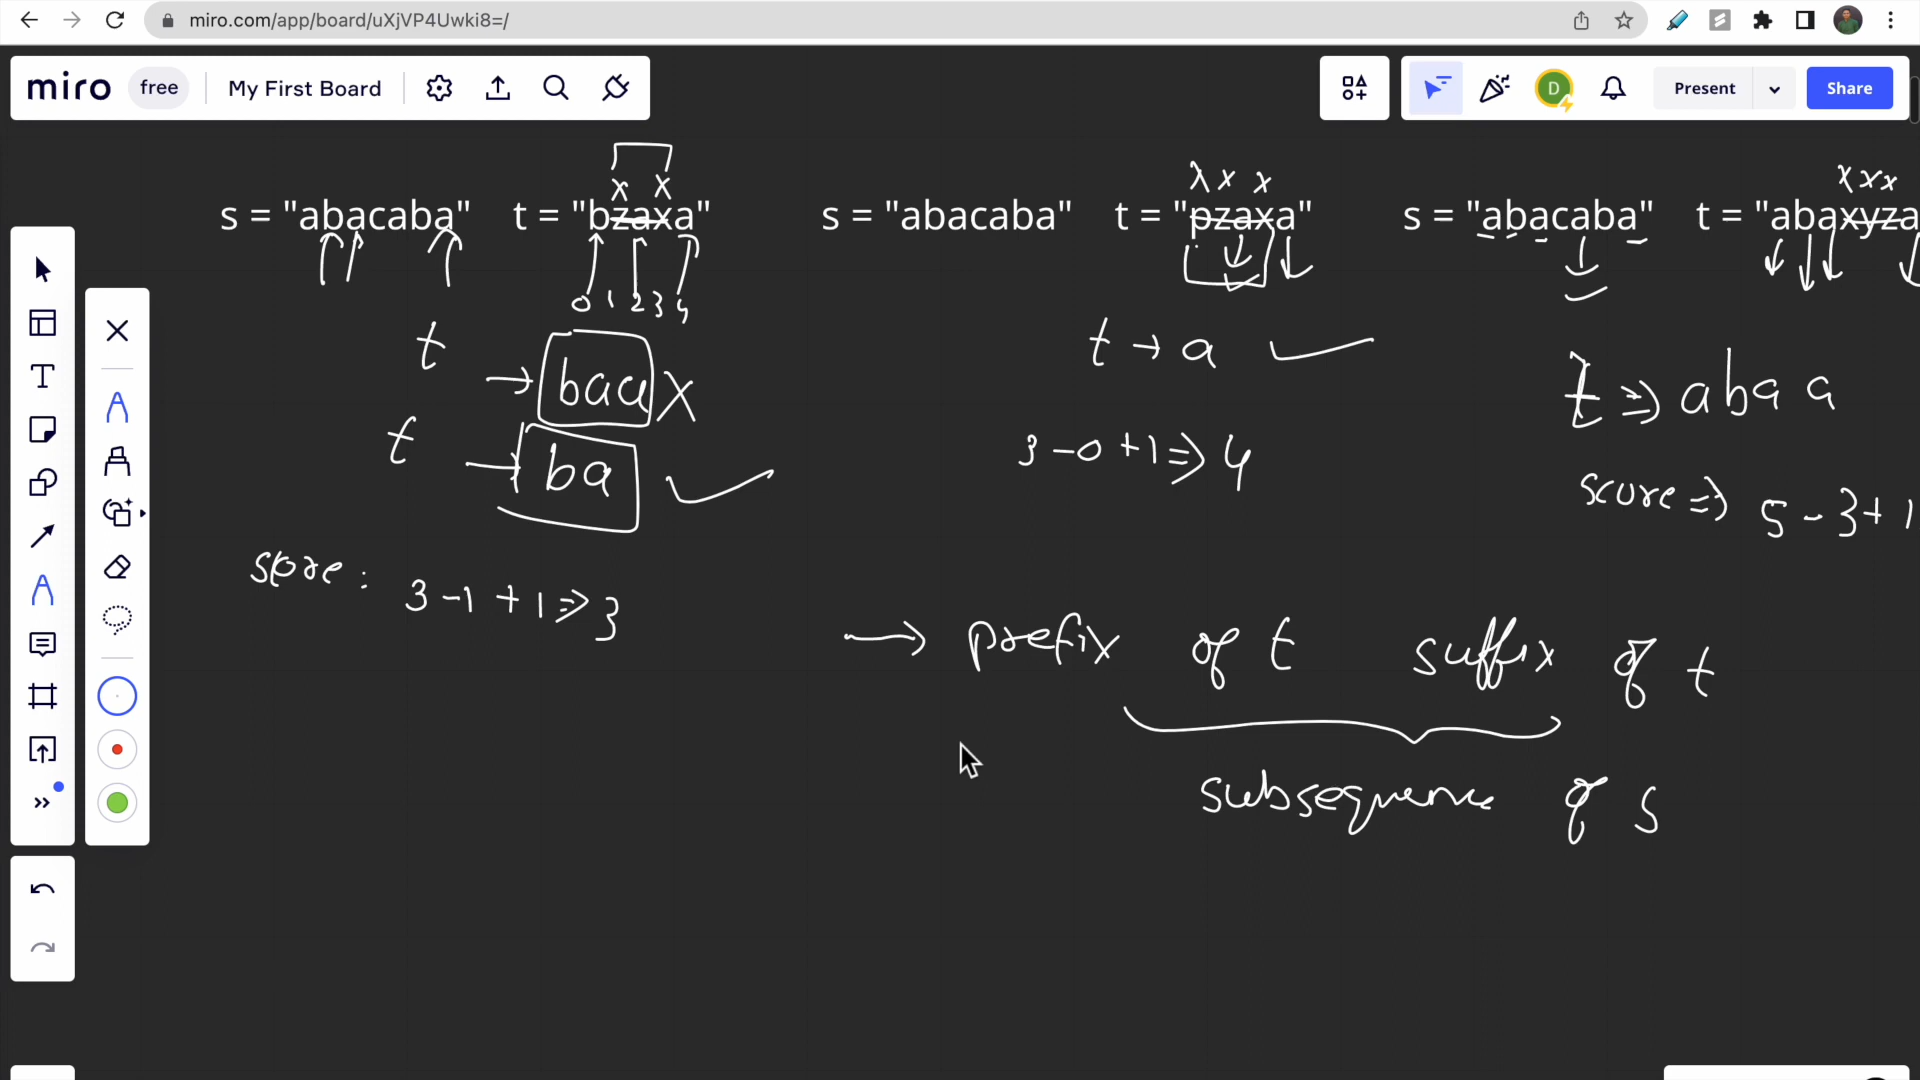 miro.com/app/board/uXjVP4Uwki8=/
miro free My First Board
D Present Share
x x
x x
x x x
s = "abacaba" t = "bzaxa"
s = "abacaba" t = "pzaxa"
s = "abacaba" t = "abaxyza
0 1 2 3 4
t
→ baa X
t → a
t ⇒ aba a
t
→ ba
3 - 0 + 1 ⇒ 4
score ⇒ 5 - 3 + 1
score : 3 - 1 + 1 ⇒ 3
→ prefix of t suffix of t
subsequence of s